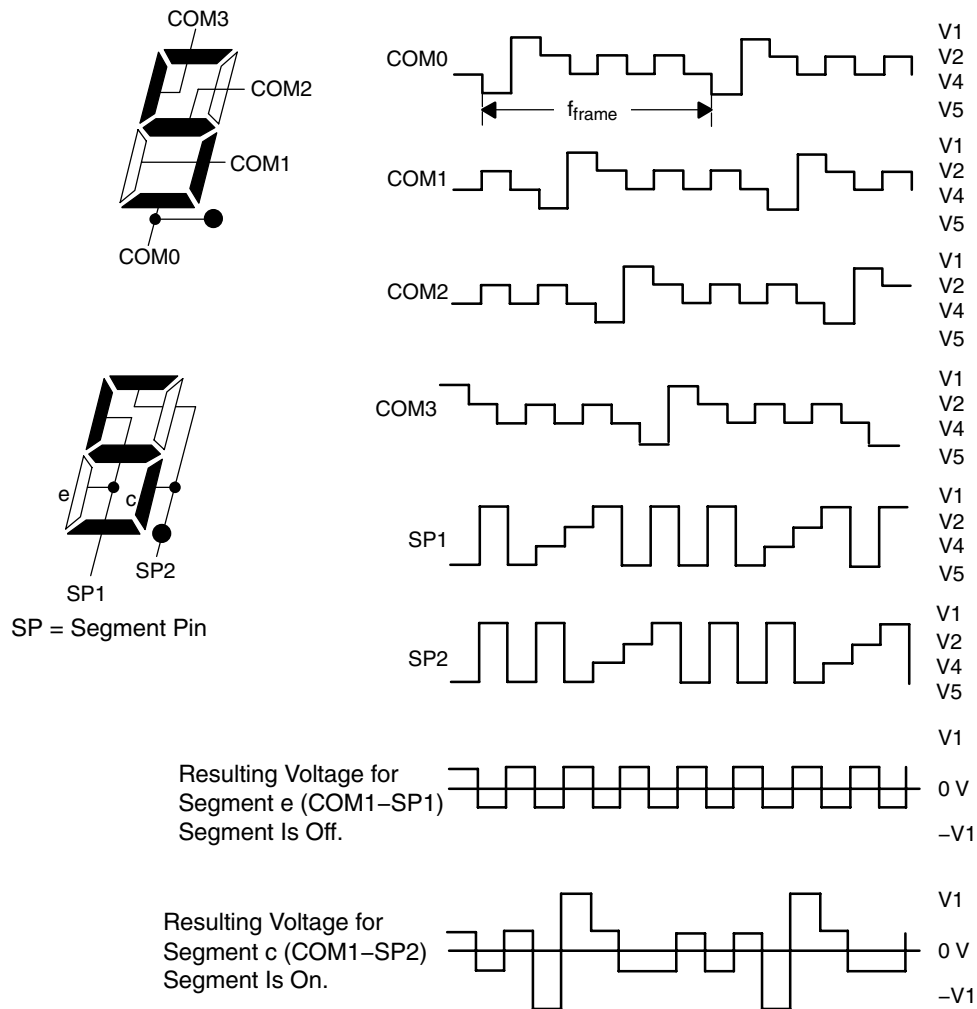 COM3
COM2
COM1
COM0
COM0
f_frame
V1
V2
V4
V5
COM1
V1
V2
V4
V5
COM2
V1
V2
V4
V5
COM3
V1
V2
V4
V5
e
c
SP1
SP2
SP = Segment Pin
SP1
V1
V2
V4
V5
SP2
V1
V2
V4
V5
Resulting Voltage for
Segment e (COM1–SP1)
Segment Is Off.
V1
0 V
–V1
Resulting Voltage for
Segment c (COM1–SP2)
Segment Is On.
V1
0 V
–V1